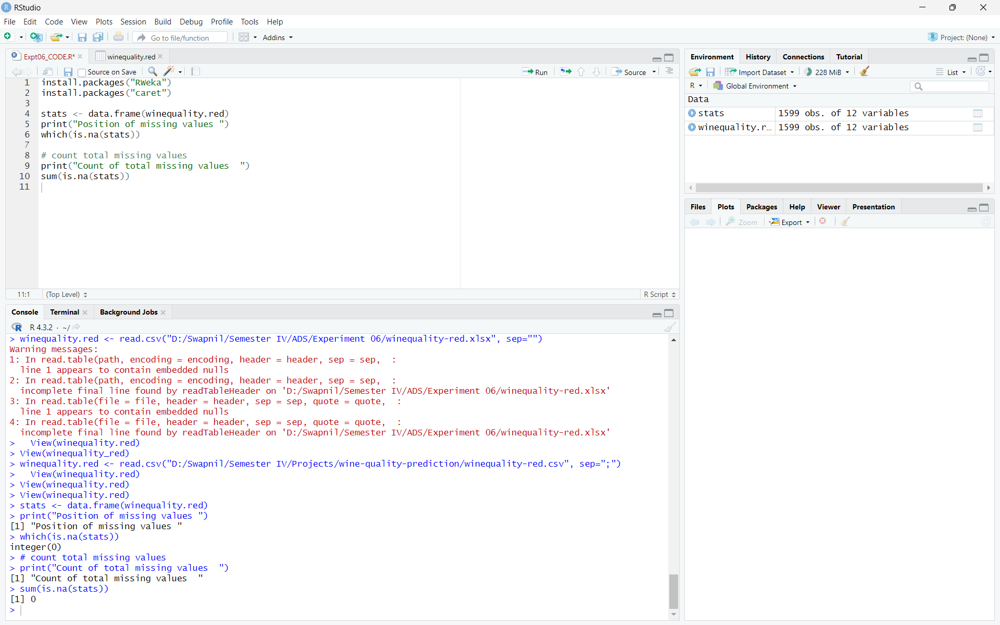 RStudio
File Edit Code View Plots Session Build Debug Profile Tools Help
Go to file/function Addins Project: (None)
Expt06_CODE.R* winequality.red
Source on Save Run Source
1 install.packages("RWeka")
2 install.packages("caret")
3
4 stats <- data.frame(winequality.red)
5 print("Position of missing values ")
6 which(is.na(stats))
7
8 # count total missing values
9 print("Count of total missing values  ")
10 sum(is.na(stats))
11
11:1 (Top Level) R Script
Console Terminal Background Jobs
R 4.3.2 · ~/
> winequality.red <- read.csv("D:/Swapnil/Semester IV/ADS/Experiment 06/winequality-red.xlsx", sep="")
Warning messages:
1: In read.table(path, encoding = encoding, header = header, sep = sep,  :
  line 1 appears to contain embedded nulls
2: In read.table(path, encoding = encoding, header = header, sep = sep,  :
  incomplete final line found by readTableHeader on 'D:/Swapnil/Semester IV/ADS/Experiment 06/winequality-red.xlsx'
3: In read.table(file = file, header = header, sep = sep, quote = quote,  :
  line 1 appears to contain embedded nulls
4: In read.table(file = file, header = header, sep = sep, quote = quote,  :
  incomplete final line found by readTableHeader on 'D:/Swapnil/Semester IV/ADS/Experiment 06/winequality-red.xlsx'
>   View(winequality.red)
> View(winequality_red)
> winequality.red <- read.csv("D:/Swapnil/Semester IV/Projects/wine-quality-prediction/winequality-red.csv", sep=";")
>   View(winequality.red)
> View(winequality.red)
> View(winequality.red)
> stats <- data.frame(winequality.red)
> print("Position of missing values ")
[1] "Position of missing values "
> which(is.na(stats))
integer(0)
> # count total missing values
> print("Count of total missing values  ")
[1] "Count of total missing values  "
> sum(is.na(stats))
[1] 0
>
Environment History Connections Tutorial
Import Dataset 228 MiB List
R Global Environment
Data
stats 1599 obs. of 12 variables
winequality.r… 1599 obs. of 12 variables
Files Plots Packages Help Viewer Presentation
Zoom Export